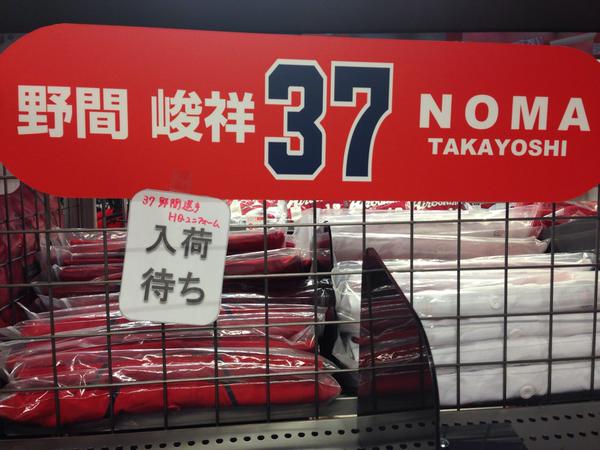 野間 峻祥 37 NOMA
TAKAYOSHI
37 野間選手
HOユニフォーム
入荷
待ち